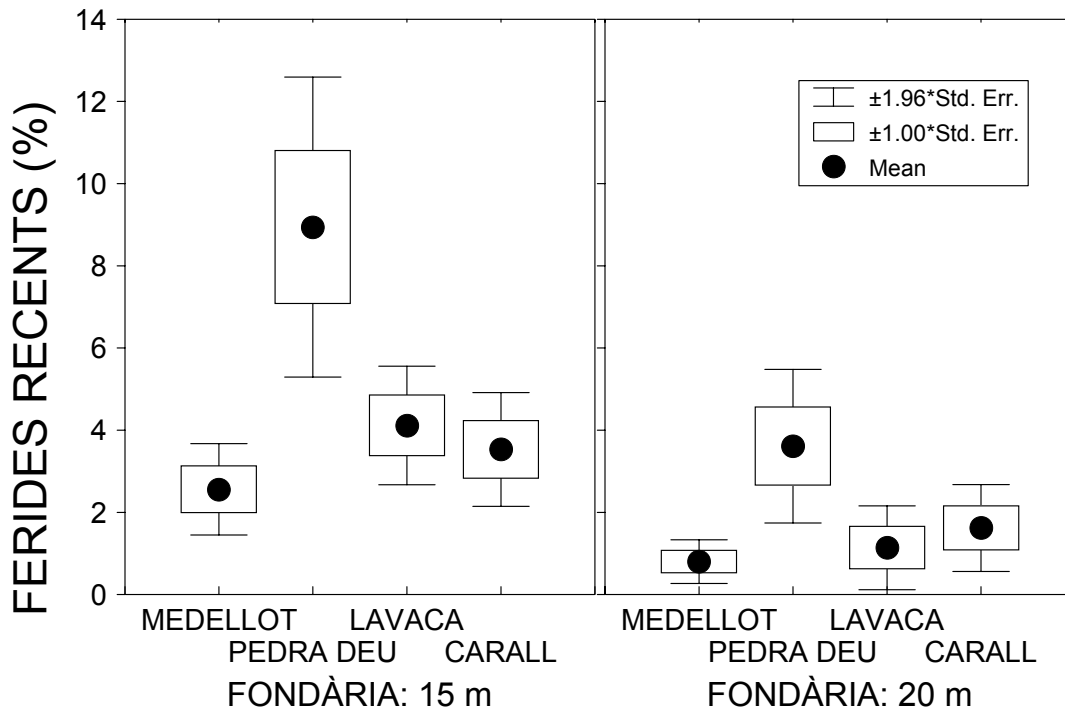 FERIDES RECENTS (%)
14
12
10
8
6
4
2
0
±1.96*Std. Err.
±1.00*Std. Err.
Mean
MEDELLOT LAVACA MEDELLOT LAVACA
PEDRA DEU CARALL PEDRA DEU CARALL
FONDÀRIA: 15 m FONDÀRIA: 20 m